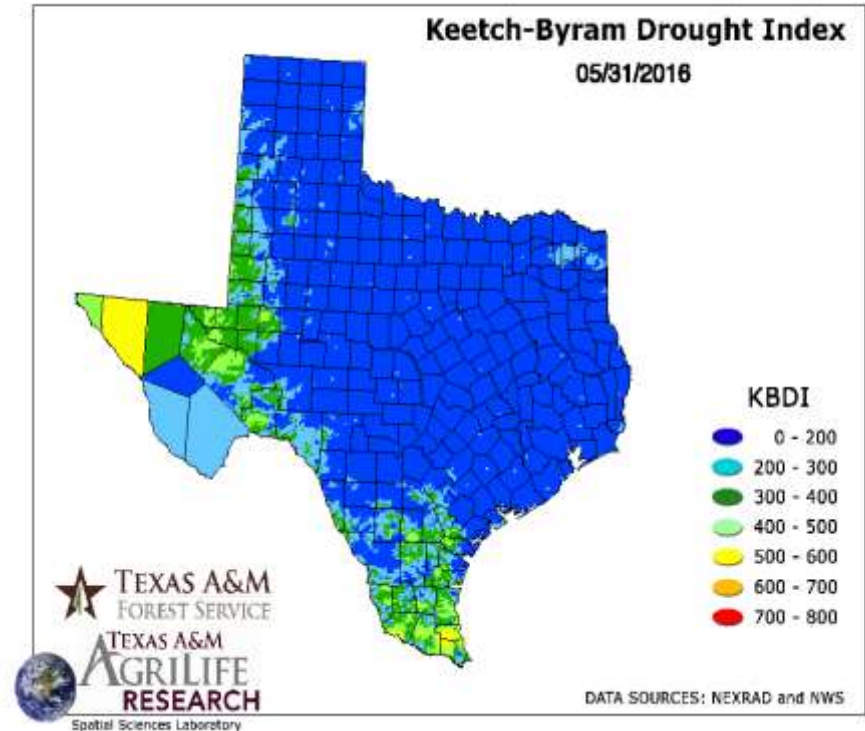 Keetch-Byram Drought Index
05/31/2016
KBDI
0 - 200
200 - 300
300 - 400
400 - 500
500 - 600
600 - 700
700 - 800
TEXAS A&M
FOREST SERVICE
TEXAS A&M
AGRILIFE
RESEARCH
Spatial Sciences Laboratory
DATA SOURCES: NEXRAD and NWS